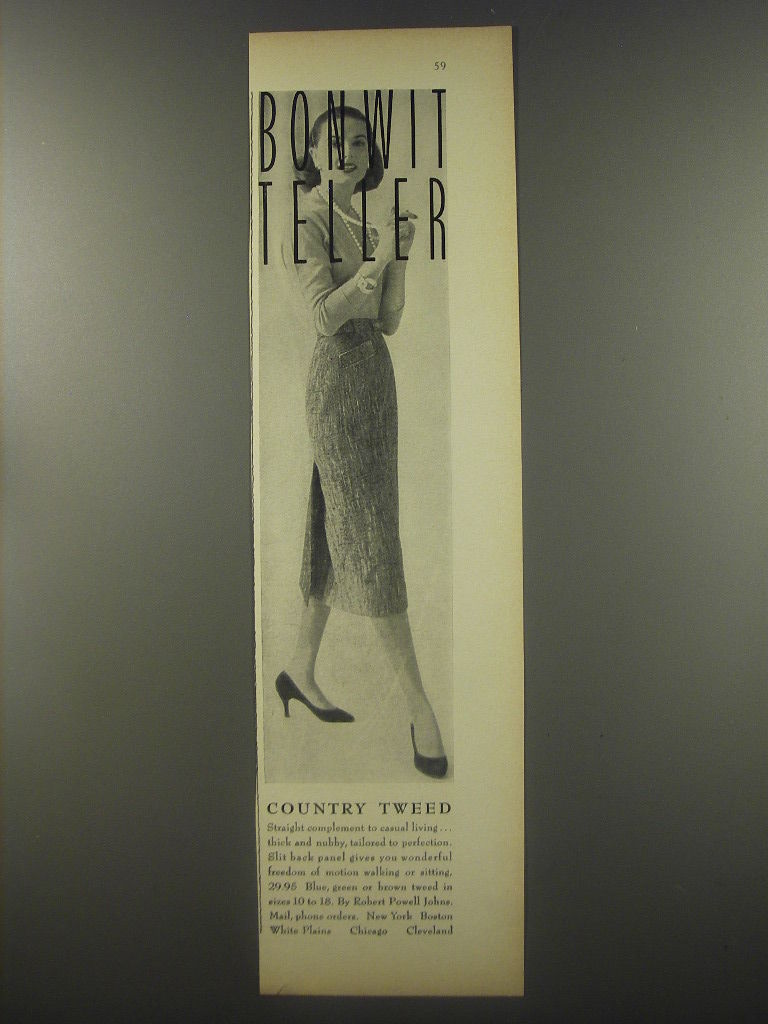 59
BONWIT
TELLER
COUNTRY TWEED
Straight complement to casual living...
thick and nubby, tailored to perfection.
Slit back panel gives you wonderful
freedom of motion walking or sitting,
29.95 Blue, green or brown tweed in
sizes 10 to 18. By Robert Powell Johns.
Mail, phone orders. New York Boston
White Plains Chicago Cleveland